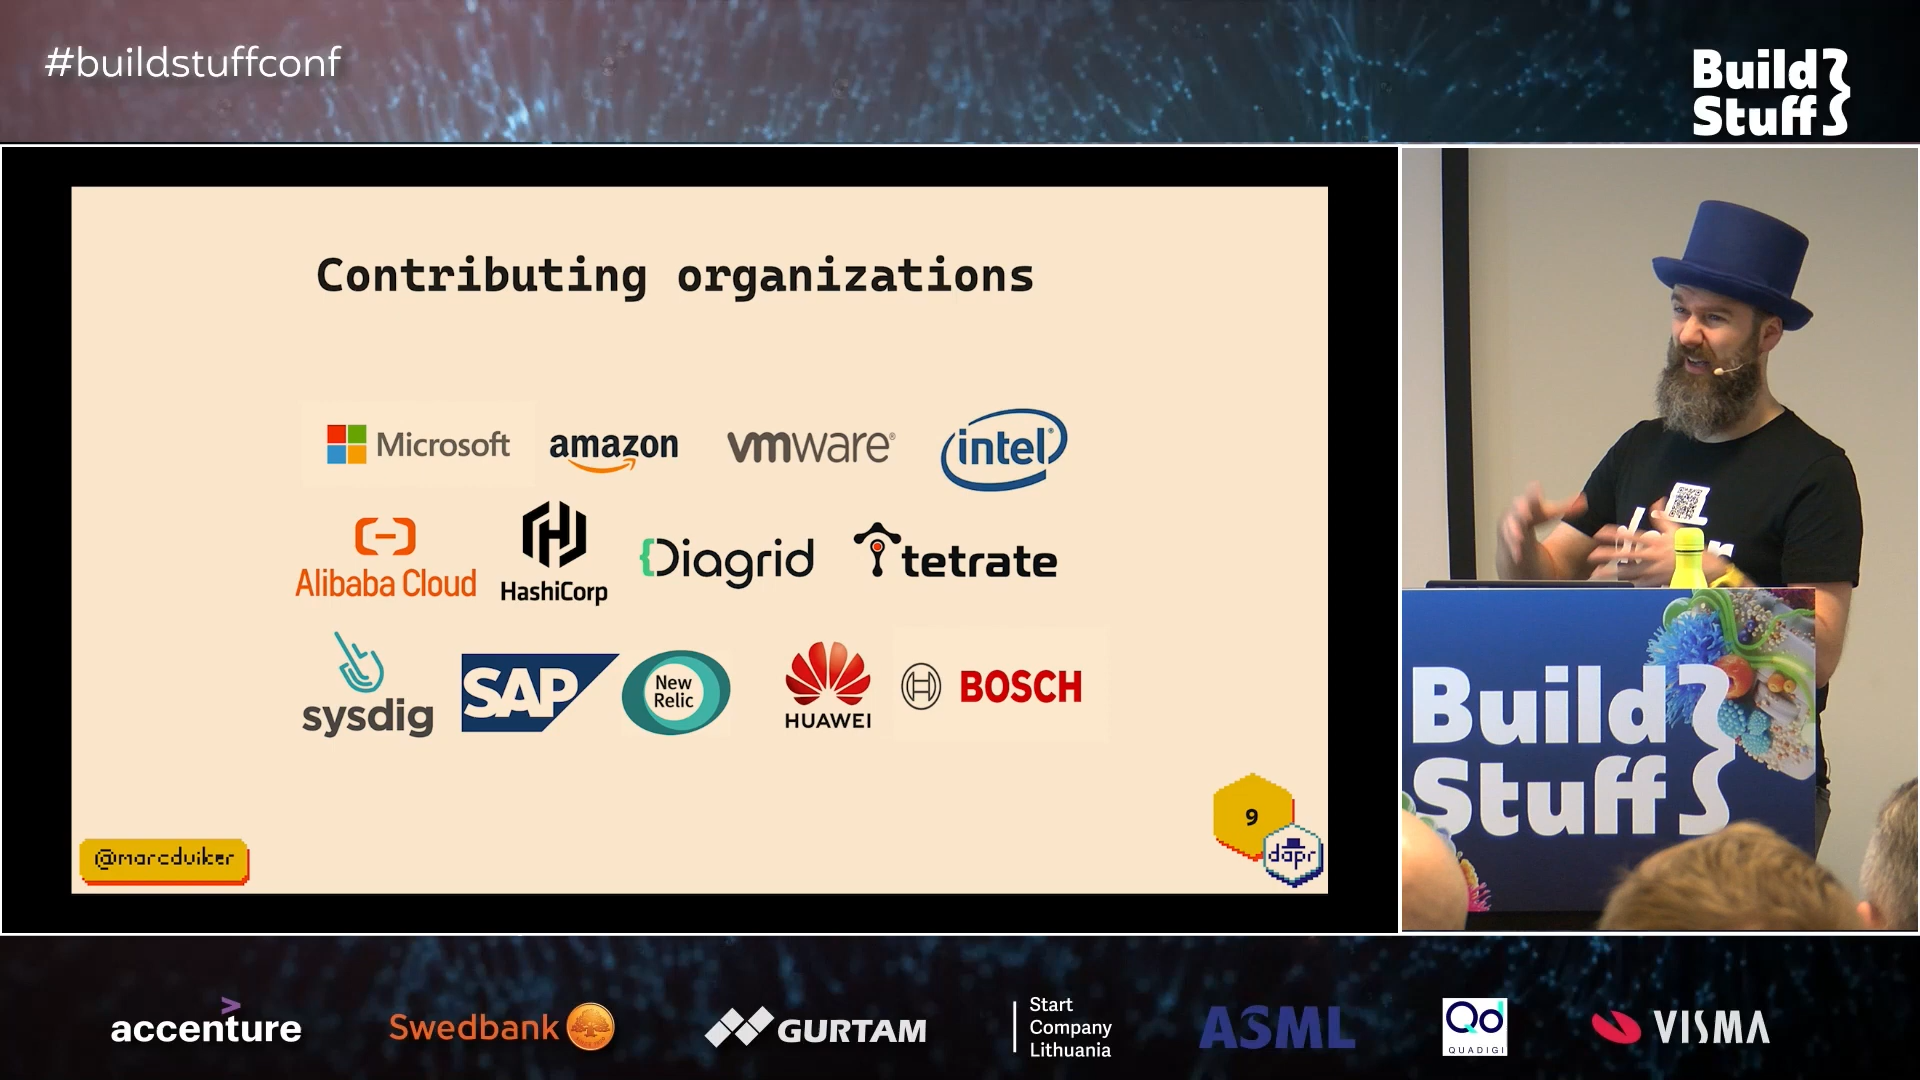 #buildstuffconf
Build
Stuff
Contributing organizations
Microsoft
amazon
vmware®
intel®
Alibaba Cloud
HashiCorp
Diagrid
tetrate
sysdig
SAP
New
Relic
HUAWEI
BOSCH
@marcduiker
9
dapr
Build
Stuff
accenture
Swedbank
GURTAM
Start
Company
Lithuania
ASML
Qd
QUADIGI
VISMA